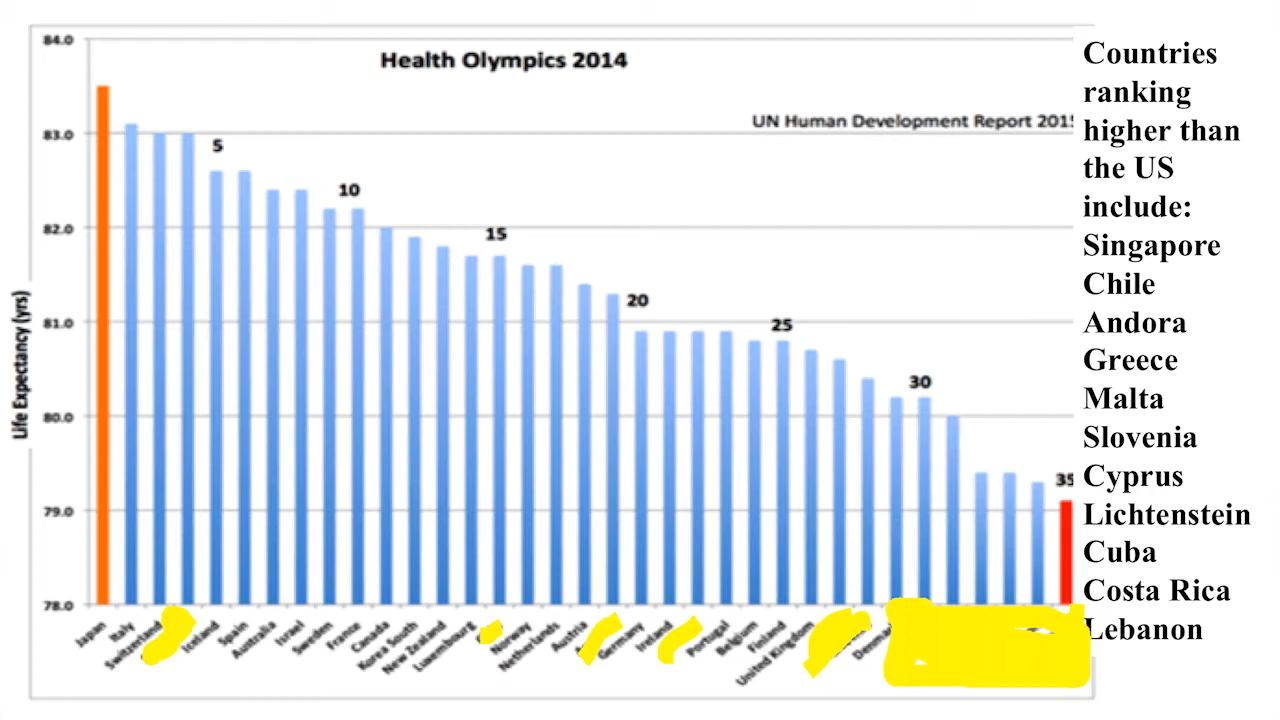 Health Olympics 2014
UN Human Development Report 2015
84.0
83.0
82.0
81.0
80.0
79.0
78.0
Life Expectancy (yrs)
5
10
15
20
25
30
35
Japan
Italy
Switzerland
Iceland
Spain
Australia
Israel
Sweden
France
Canada
Korea South
New Zealand
Luxembourg
Norway
Netherlands
Austria
Germany
Ireland
Portugal
Belgium
Finland
United Kingdom
Countries
ranking
higher than
the US
include:
Singapore
Chile
Andora
Greece
Malta
Slovenia
Cyprus
Lichtenstein
Cuba
Costa Rica
Lebanon